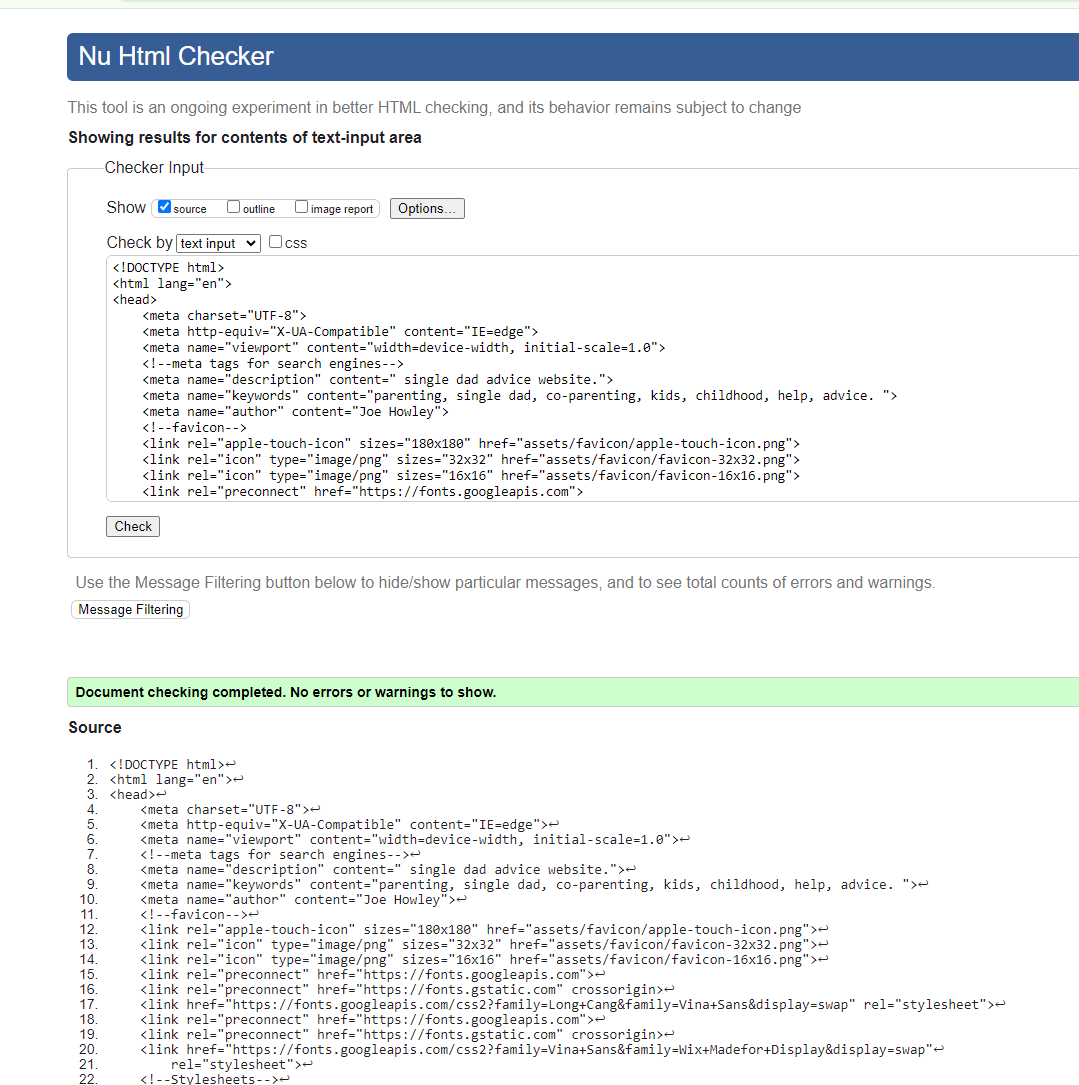 Nu Html Checker
This tool is an ongoing experiment in better HTML checking, and its behavior remains subject to change
Showing results for contents of text-input area
Checker Input
Show source outline image report Options...
Check by text input css
<!DOCTYPE html>
<html lang="en">
<head>
    <meta charset="UTF-8">
    <meta http-equiv="X-UA-Compatible" content="IE=edge">
    <meta name="viewport" content="width=device-width, initial-scale=1.0">
    <!--meta tags for search engines-->
    <meta name="description" content=" single dad advice website.">
    <meta name="keywords" content="parenting, single dad, co-parenting, kids, childhood, help, advice. ">
    <meta name="author" content="Joe Howley">
    <!--favicon-->
    <link rel="apple-touch-icon" sizes="180x180" href="assets/favicon/apple-touch-icon.png">
    <link rel="icon" type="image/png" sizes="32x32" href="assets/favicon/favicon-32x32.png">
    <link rel="icon" type="image/png" sizes="16x16" href="assets/favicon/favicon-16x16.png">
    <link rel="preconnect" href="https://fonts.googleapis.com">
Check
Use the Message Filtering button below to hide/show particular messages, and to see total counts of errors and warnings.
Message Filtering
Document checking completed. No errors or warnings to show.
Source
1. <!DOCTYPE html>↩
2. <html lang="en">↩
3. <head>↩
4.     <meta charset="UTF-8">↩
5.     <meta http-equiv="X-UA-Compatible" content="IE=edge">↩
6.     <meta name="viewport" content="width=device-width, initial-scale=1.0">↩
7.     <!--meta tags for search engines-->↩
8.     <meta name="description" content=" single dad advice website.">↩
9.     <meta name="keywords" content="parenting, single dad, co-parenting, kids, childhood, help, advice. ">↩
10.     <meta name="author" content="Joe Howley">↩
11.     <!--favicon-->↩
12.     <link rel="apple-touch-icon" sizes="180x180" href="assets/favicon/apple-touch-icon.png">↩
13.     <link rel="icon" type="image/png" sizes="32x32" href="assets/favicon/favicon-32x32.png">↩
14.     <link rel="icon" type="image/png" sizes="16x16" href="assets/favicon/favicon-16x16.png">↩
15.     <link rel="preconnect" href="https://fonts.googleapis.com">↩
16.     <link rel="preconnect" href="https://fonts.gstatic.com" crossorigin>↩
17.     <link href="https://fonts.googleapis.com/css2?family=Long+Cang&family=Vina+Sans&display=swap" rel="stylesheet">↩
18.     <link rel="preconnect" href="https://fonts.googleapis.com">↩
19.     <link rel="preconnect" href="https://fonts.gstatic.com" crossorigin>↩
20.     <link href="https://fonts.googleapis.com/css2?family=Vina+Sans&family=Wix+Madefor+Display&display=swap"↩
21.         rel="stylesheet">↩
22.     <!--Stylesheets-->↩